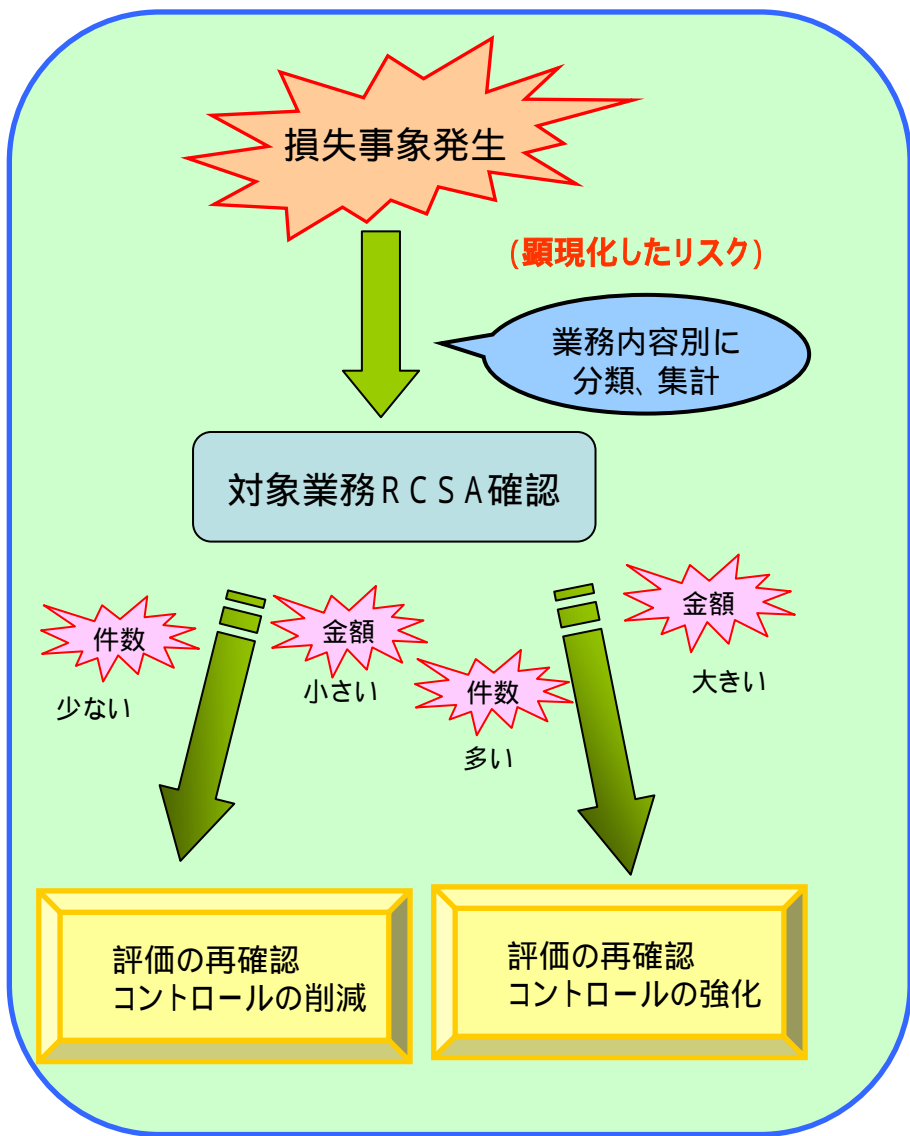 損失事象発生
(顕現化したリスク)
業務内容別に
分類、集計
対象業務RCSA確認
件数
少ない
金額
小さい
件数
多い
金額
大きい
評価の再確認
コントロールの削減
評価の再確認
コントロールの強化